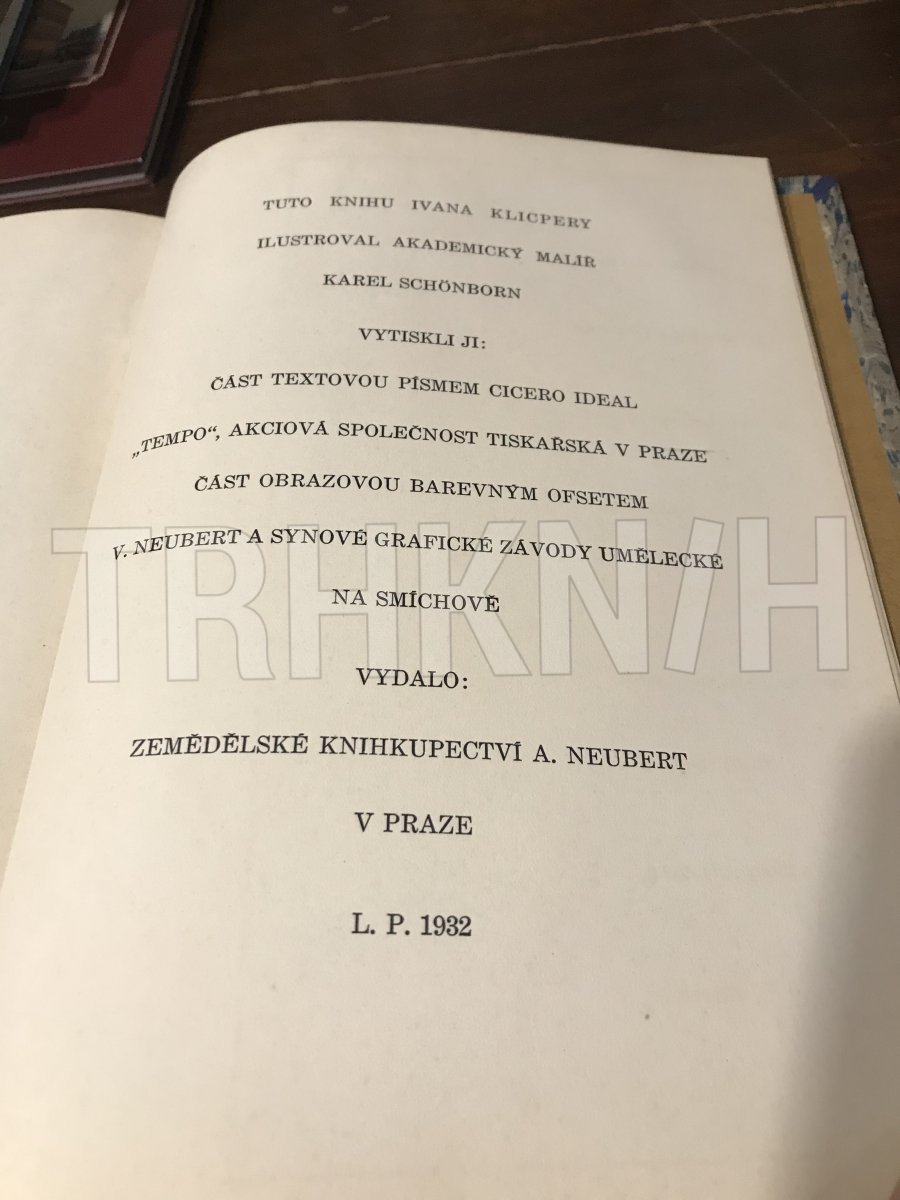 TUTO KNIHU IVANA KLICPERY
ILUSTROVAL AKADEMICKÝ MALÍŘ
KAREL SCHÖNBORN
VYTISKLI JI:
ČÁST TEXTOVOU PÍSMEM CICERO IDEAL
„TEMPO“, AKCIOVÁ SPOLEČNOST TISKAŘSKÁ V PRAZE
ČÁST OBRAZOVOU BAREVNÝM OFSETEM
V. NEUBERT A SYNOVÉ GRAFICKÉ ZÁVODY UMĚLECKÉ
NA SMÍCHOVĚ
VYDALO:
ZEMĚDĚLSKÉ KNIHKUPECTVÍ A. NEUBERT
V PRAZE
L. P. 1932
TRHKNIH